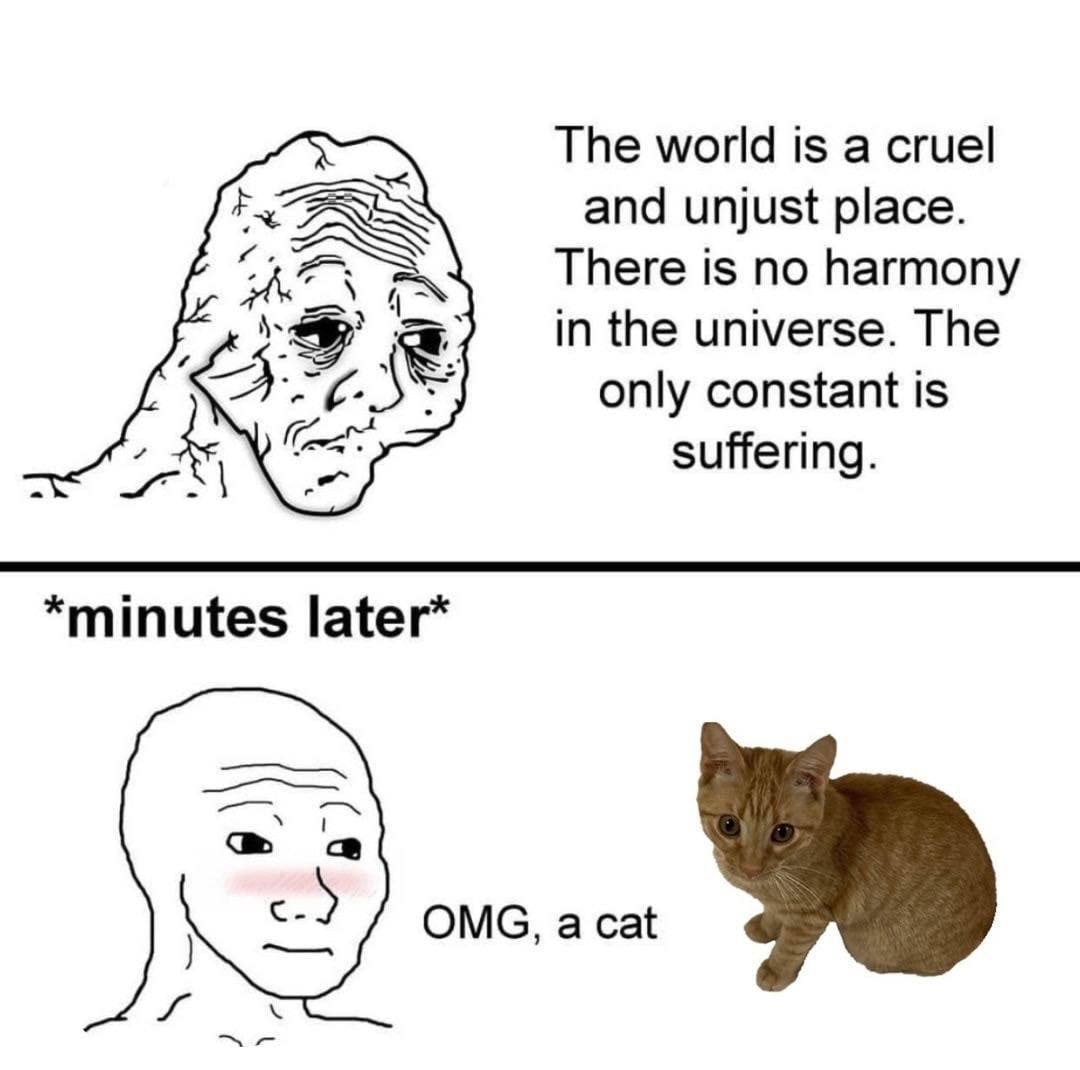 The world is a cruel
and unjust place.
There is no harmony
in the universe. The
only constant is
suffering.
*minutes later*
OMG, a cat